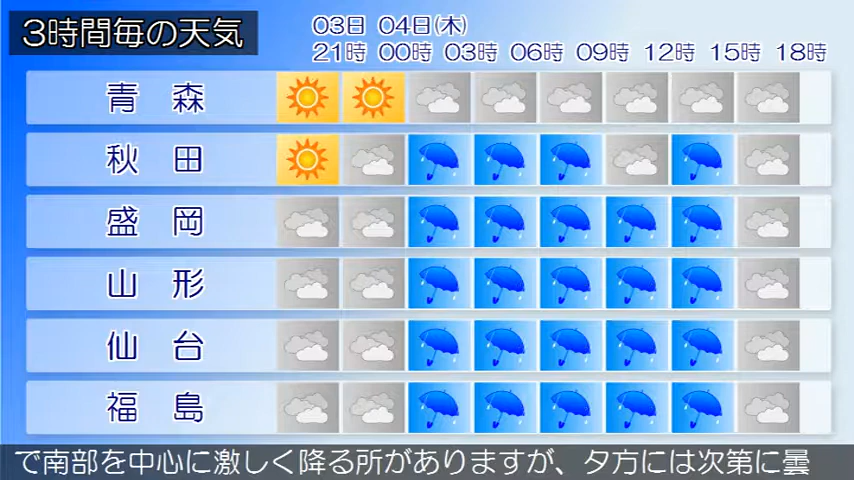 3時間毎の天気
03日 04日(木)
21時 00時 03時 06時 09時 12時 15時 18時
青森
秋田
盛岡
山形
仙台
福島
で南部を中心に激しく降る所がありますが、夕方には次第に曇